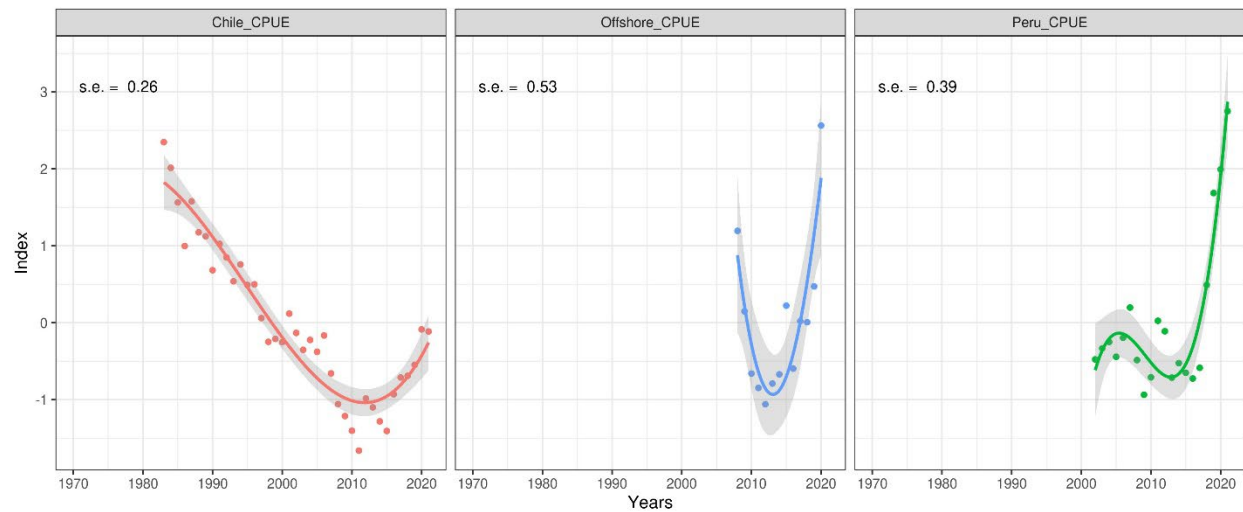 Chile_CPUE
Offshore_CPUE
Peru_CPUE
s.e. = 0.26
s.e. = 0.53
s.e. = 0.39
Index
3
2
1
0
-1
1970 1980 1990 2000 2010 2020
1970 1980 1990 2000 2010 2020
1970 1980 1990 2000 2010 2020
Years